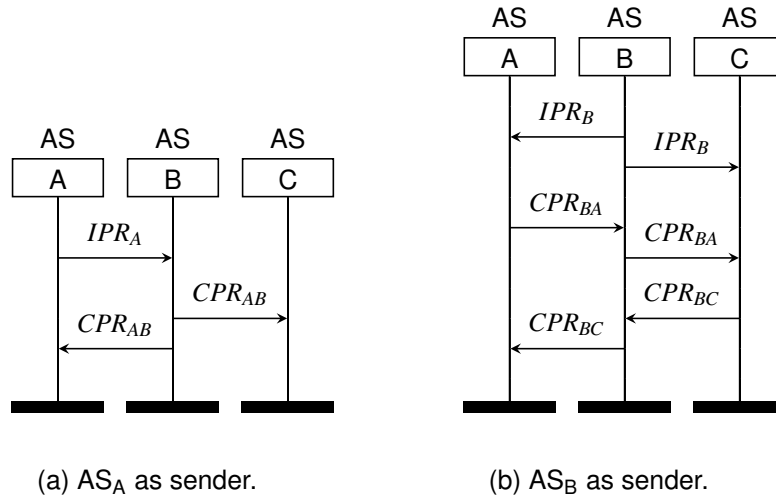 AS AS AS
A B C
IPR_A
CPR_AB
CPR_AB
(a) AS_A as sender.
AS AS AS
A B C
IPR_B
IPR_B
CPR_BA
CPR_BA
CPR_BC
CPR_BC
(b) AS_B as sender.